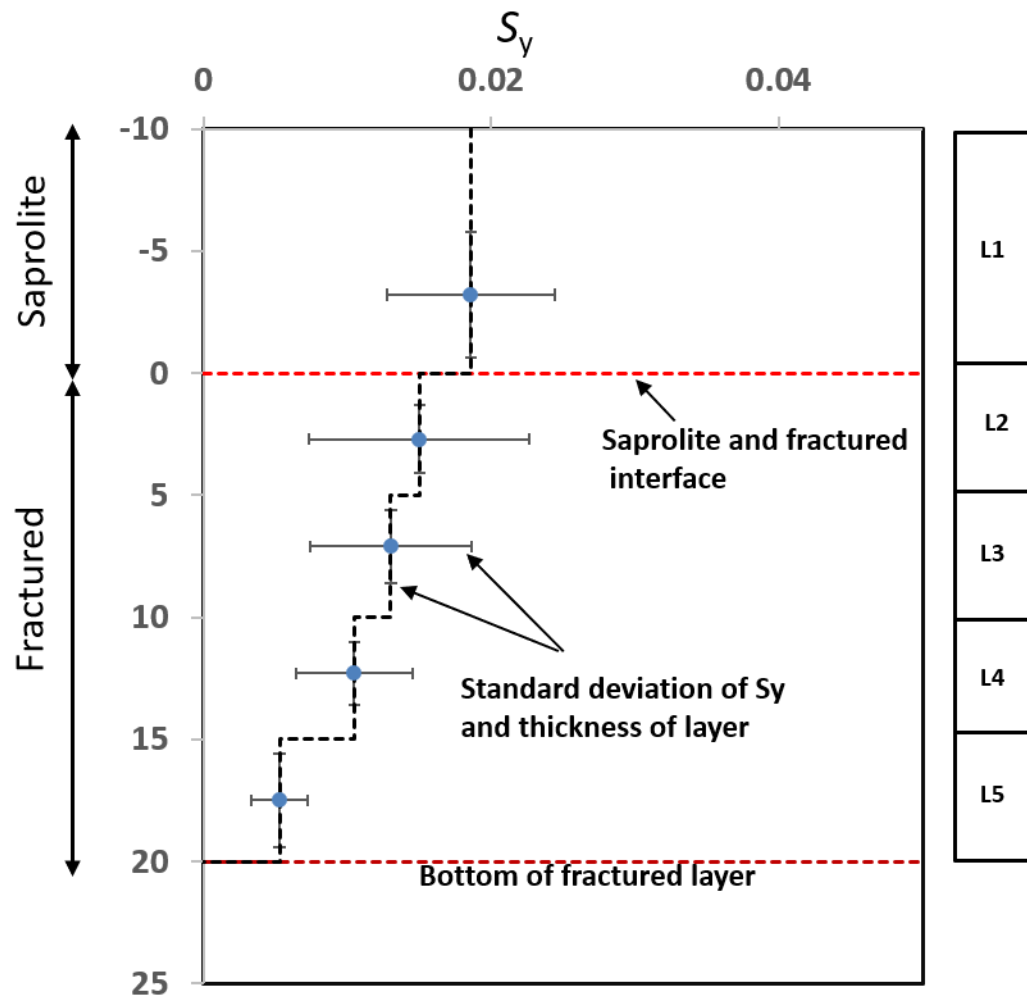 Sy
0 0.02 0.04
-10
-5
0
5
10
15
20
25
Saprolite
Fractured
Saprolite and fractured
interface
Standard deviation of Sy
and thickness of layer
Bottom of fractured layer
L1
L2
L3
L4
L5